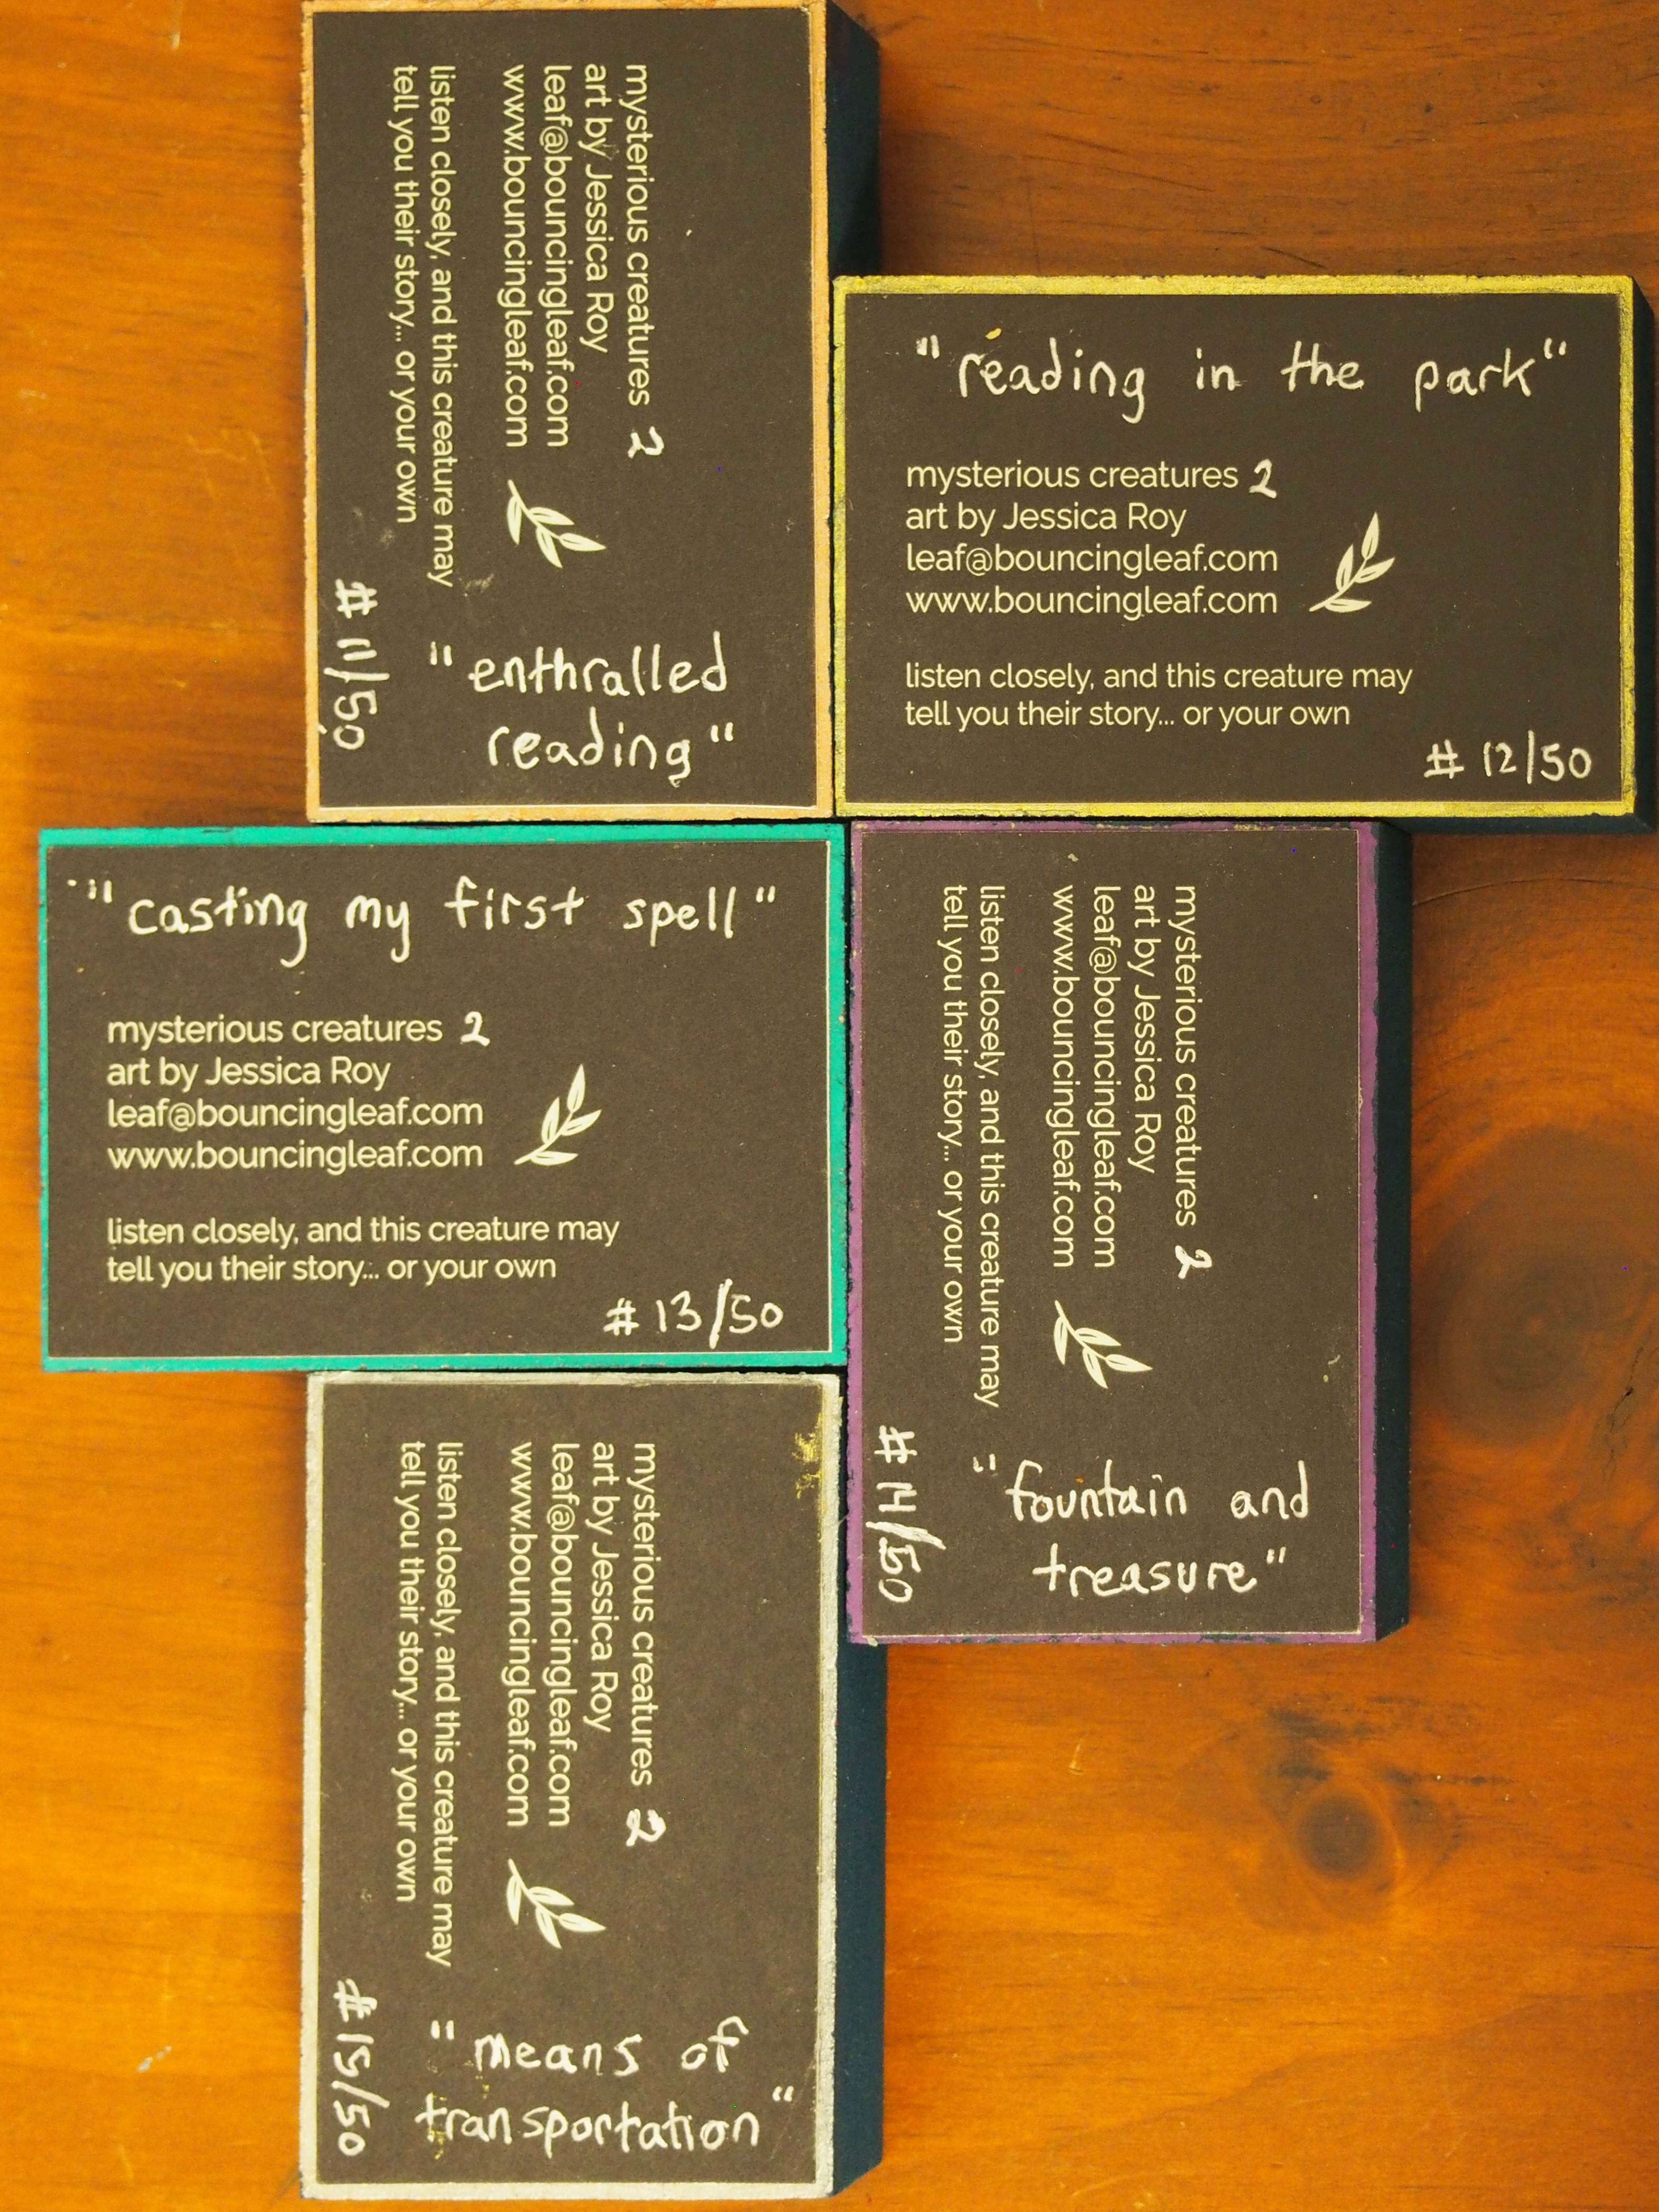 mysterious creatures 2
art by Jessica Roy
leaf@bouncingleaf.com
www.bouncingleaf.com
listen closely, and this creature may
tell you their story... or your own
#11/50
"enthralled
reading"
"reading in the park"
mysterious creatures 2
art by Jessica Roy
leaf@bouncingleaf.com
www.bouncingleaf.com
listen closely, and this creature may
tell you their story... or your own
#12/50
"casting my first spell"
mysterious creatures 2
art by Jessica Roy
leaf@bouncingleaf.com
www.bouncingleaf.com
listen closely, and this creature may
tell you their story... or your own
#13/50
mysterious creatures 2
art by Jessica Roy
leaf@bouncingleaf.com
www.bouncingleaf.com
listen closely, and this creature may
tell you their story... or your own
#14/50
"fountain and
treasure"
mysterious creatures 2
art by Jessica Roy
leaf@bouncingleaf.com
www.bouncingleaf.com
listen closely, and this creature may
tell you their story... or your own
#15/50
"means of
transportation"